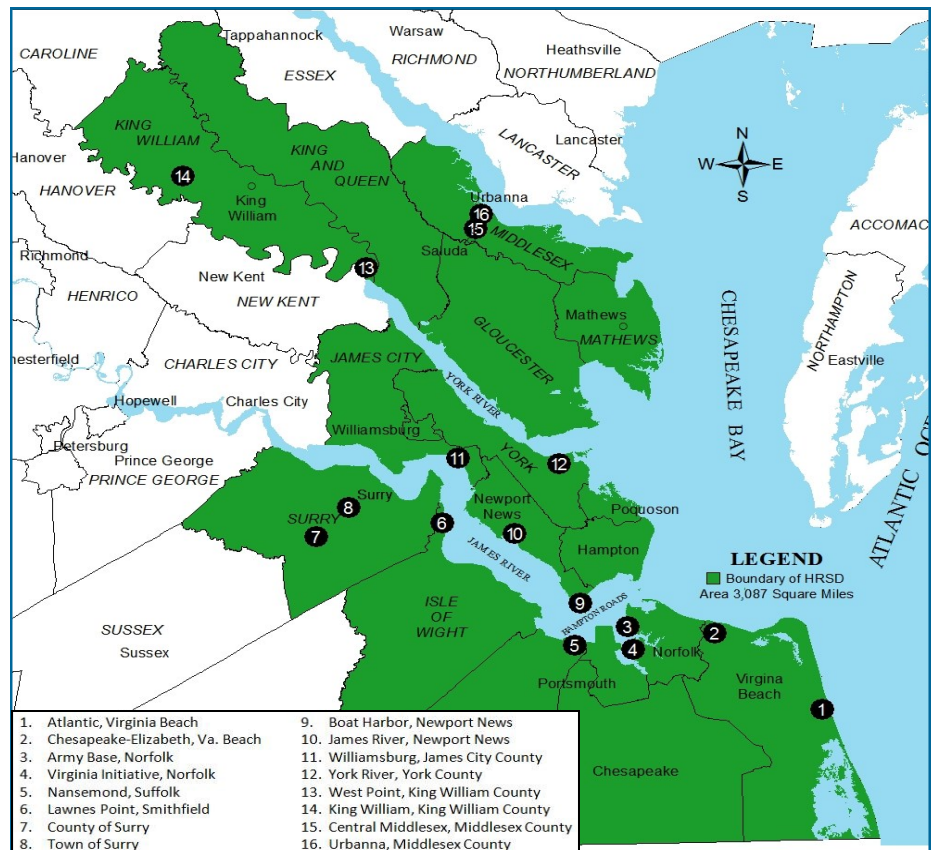 CAROLINE
Tappahannock
ESSEX
Warsaw
RICHMOND
Heathsville
NORTHUMBERLAND
KING
WILLIAM
LANCASTER
Lancaster
Hanover
HANOVER
KING
AND
QUEEN
N
W
E
S
14
King
William
Urbanna
16
15
MIDDLESEX
ACCOMAC
Richmond
HENRICO
New Kent
NEW KENT
13
Saluda
Mathews
MATHEWS
CHESAPEAKE BAY
NORTHAMPTON
Eastville
GLOUCESTER
hesterfield
CHARLES CITY
JAMES CITY
YORK RIVER
Hopewell
Charles City
Williamsburg
Petersburg
Prince George
PRINCE GEORGE
11
YORK
12
ATLANTIC OCE
8
Surry
SURRY
7
6
Newport
News
10
Poquoson
Hampton
JAMES RIVER
LEGEND
Boundary of HRSD
Area 3,087 Square Miles
ISLE
OF
WIGHT
9
HAMPTON ROADS
3
2
SUSSEX
Sussex
5
4
Norfolk
Portsmouth
Virgina
Beach
1
Chesapeake
1. Atlantic, Virginia Beach
2. Chesapeake-Elizabeth, Va. Beach
3. Army Base, Norfolk
4. Virginia Initiative, Norfolk
5. Nansemond, Suffolk
6. Lawnes Point, Smithfield
7. County of Surry
8. Town of Surry
9. Boat Harbor, Newport News
10. James River, Newport News
11. Williamsburg, James City County
12. York River, York County
13. West Point, King William County
14. King William, King William County
15. Central Middlesex, Middlesex County
16. Urbanna, Middlesex County